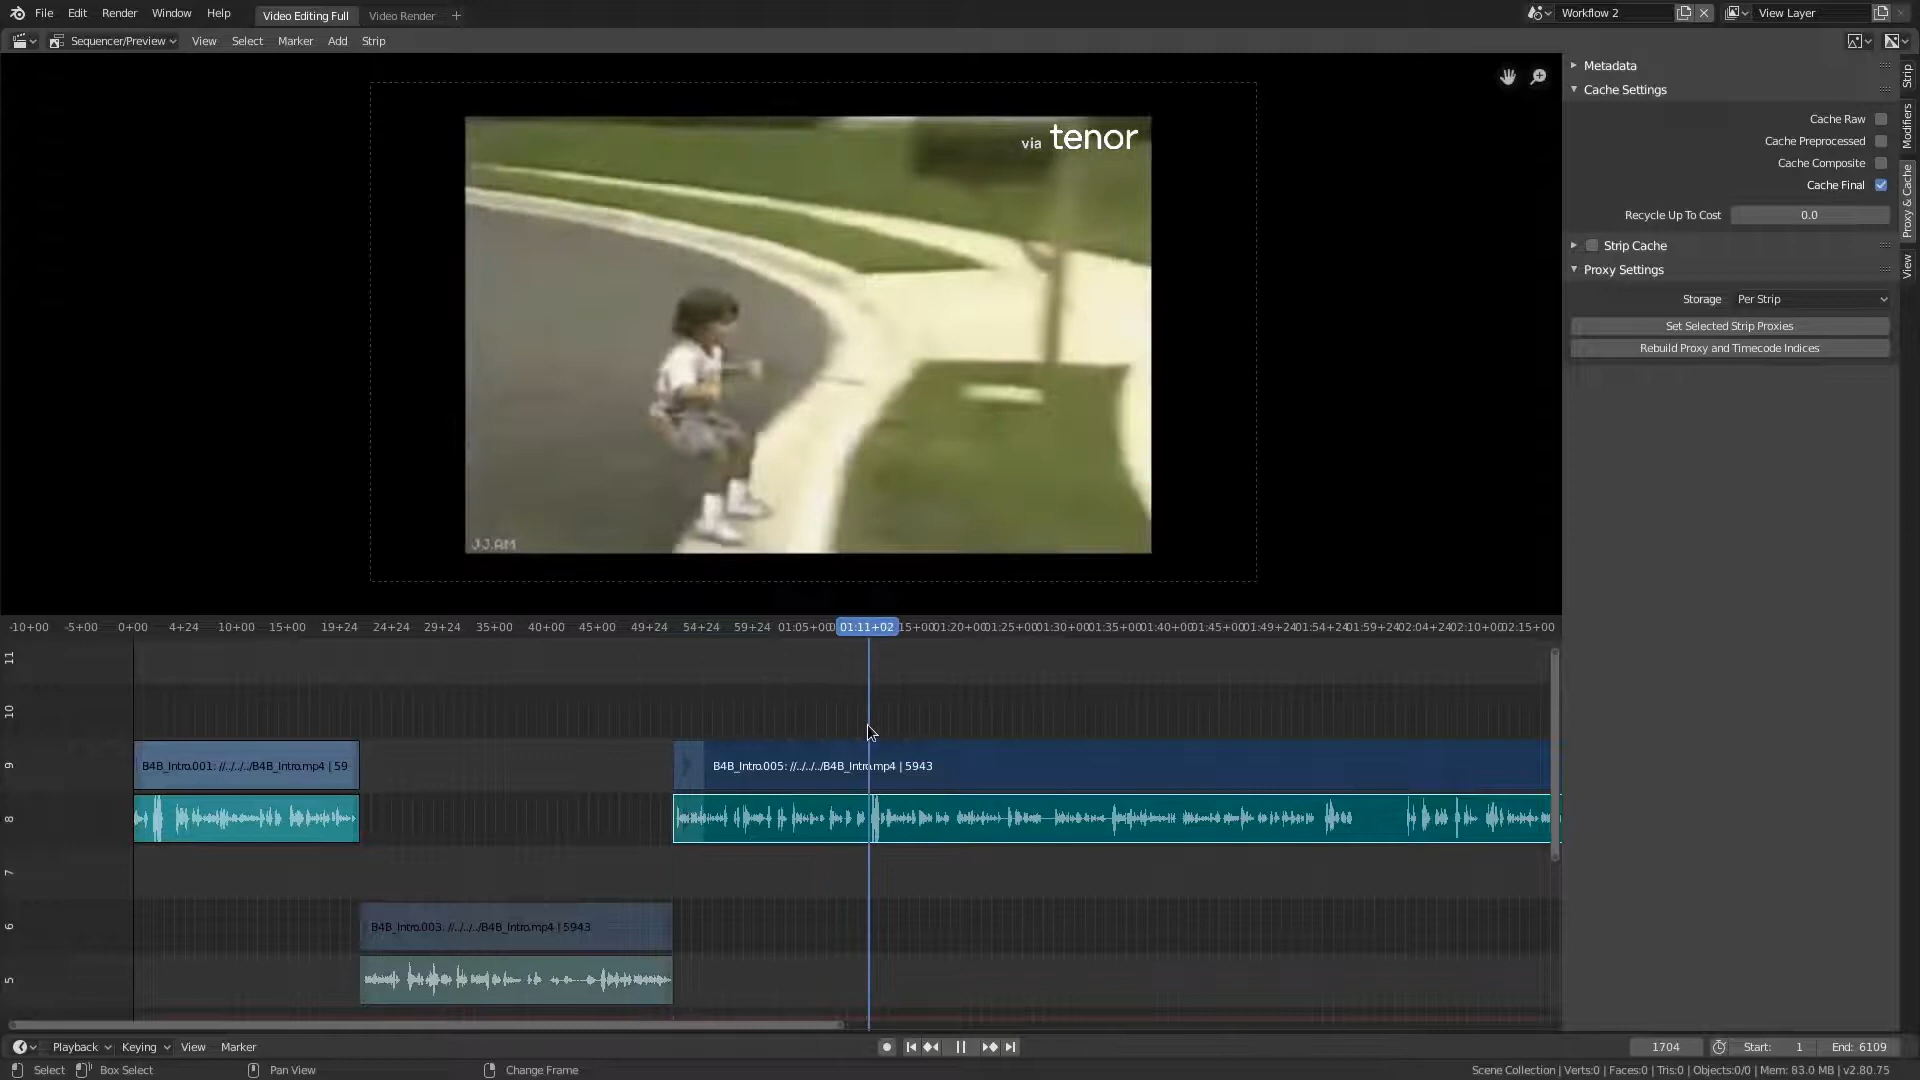 File Edit Render Window Help Video Editing Full Video Render + Workflow 2 View Layer
Sequencer/Preview View Select Marker Add Strip
via tenor
JJ.AM
Metadata
Cache Settings
Cache Raw
Cache Preprocessed
Cache Composite
Cache Final
Recycle Up To Cost 0.0
Strip Cache
Proxy Settings
Storage Per Strip
Set Selected Strip Proxies
Rebuild Proxy and Timecode Indices
Strip
Modifiers
Proxy & Cache
View
-10+00 -5+00 0+00 4+24 10+00 15+00 19+24 24+24 29+24 35+00 40+00 45+00 49+24 54+24 59+24 01:05+00 01:11+02 15+00 01:20+00 01:25+00 01:30+00 01:35+00 01:40+00 01:45+00 01:49+24 01:54+24 01:59+24 02:04+24 02:10+00 02:15+00
11
10
9 B4B_Intro.001: //../../../B4B_Intro.mp4 | 59 B4B_Intro.005: //../../../B4B_Intro.mp4 | 5943
8
7
6 B4B_Intro.003: //../../../B4B_Intro.mp4 | 5943
5
Playback Keying View Marker 1704 Start: 1 End: 6109
Select Box Select Pan View Change Frame Scene Collection | Verts:0 | Faces:0 | Tris:0 | Objects:0/0 | Mem: 83.0 MB | v2.80.75